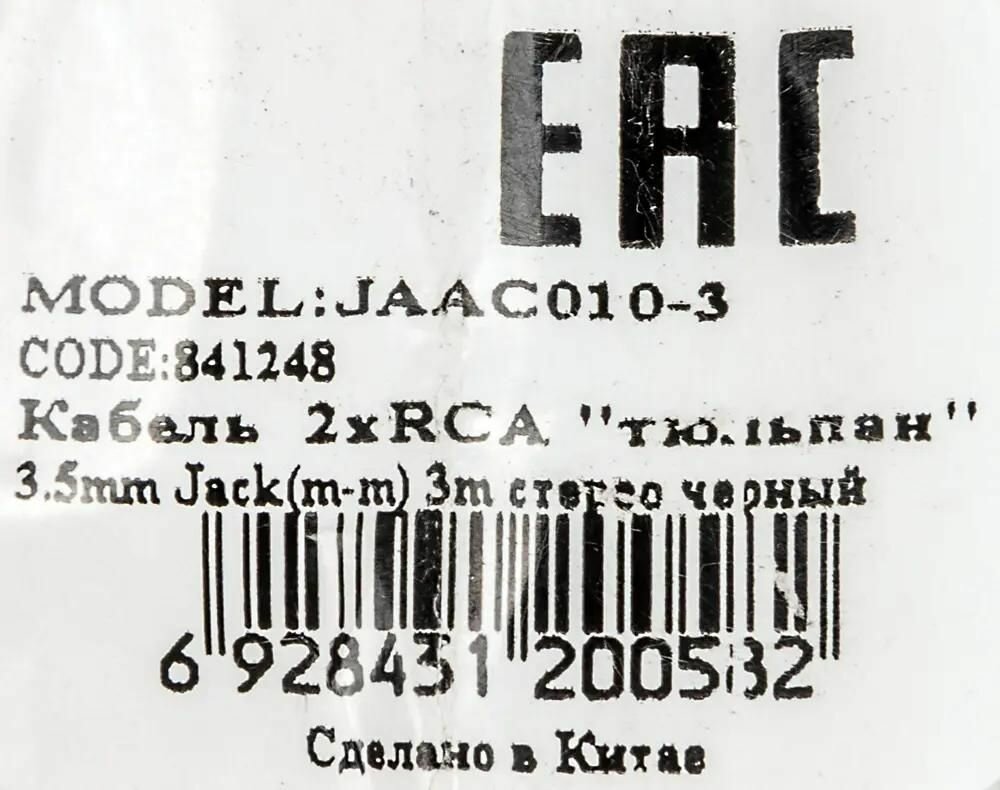 EAC
MODEL:JAAC010-3
CODE:841248
Кабель 2xRCA "тюльпан"
3.5mm Jack(m-m) 3m стерео черный
6 928431 200582
Сделано в Китае